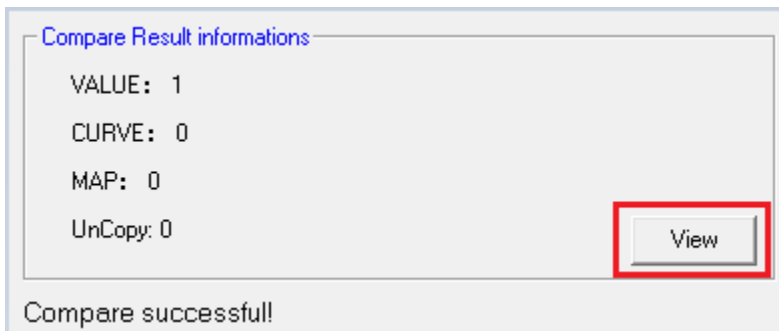 Compare Result informations
VALUE： 1
CURVE： 0
MAP： 0
UnCopy: 0
View
Compare successful!